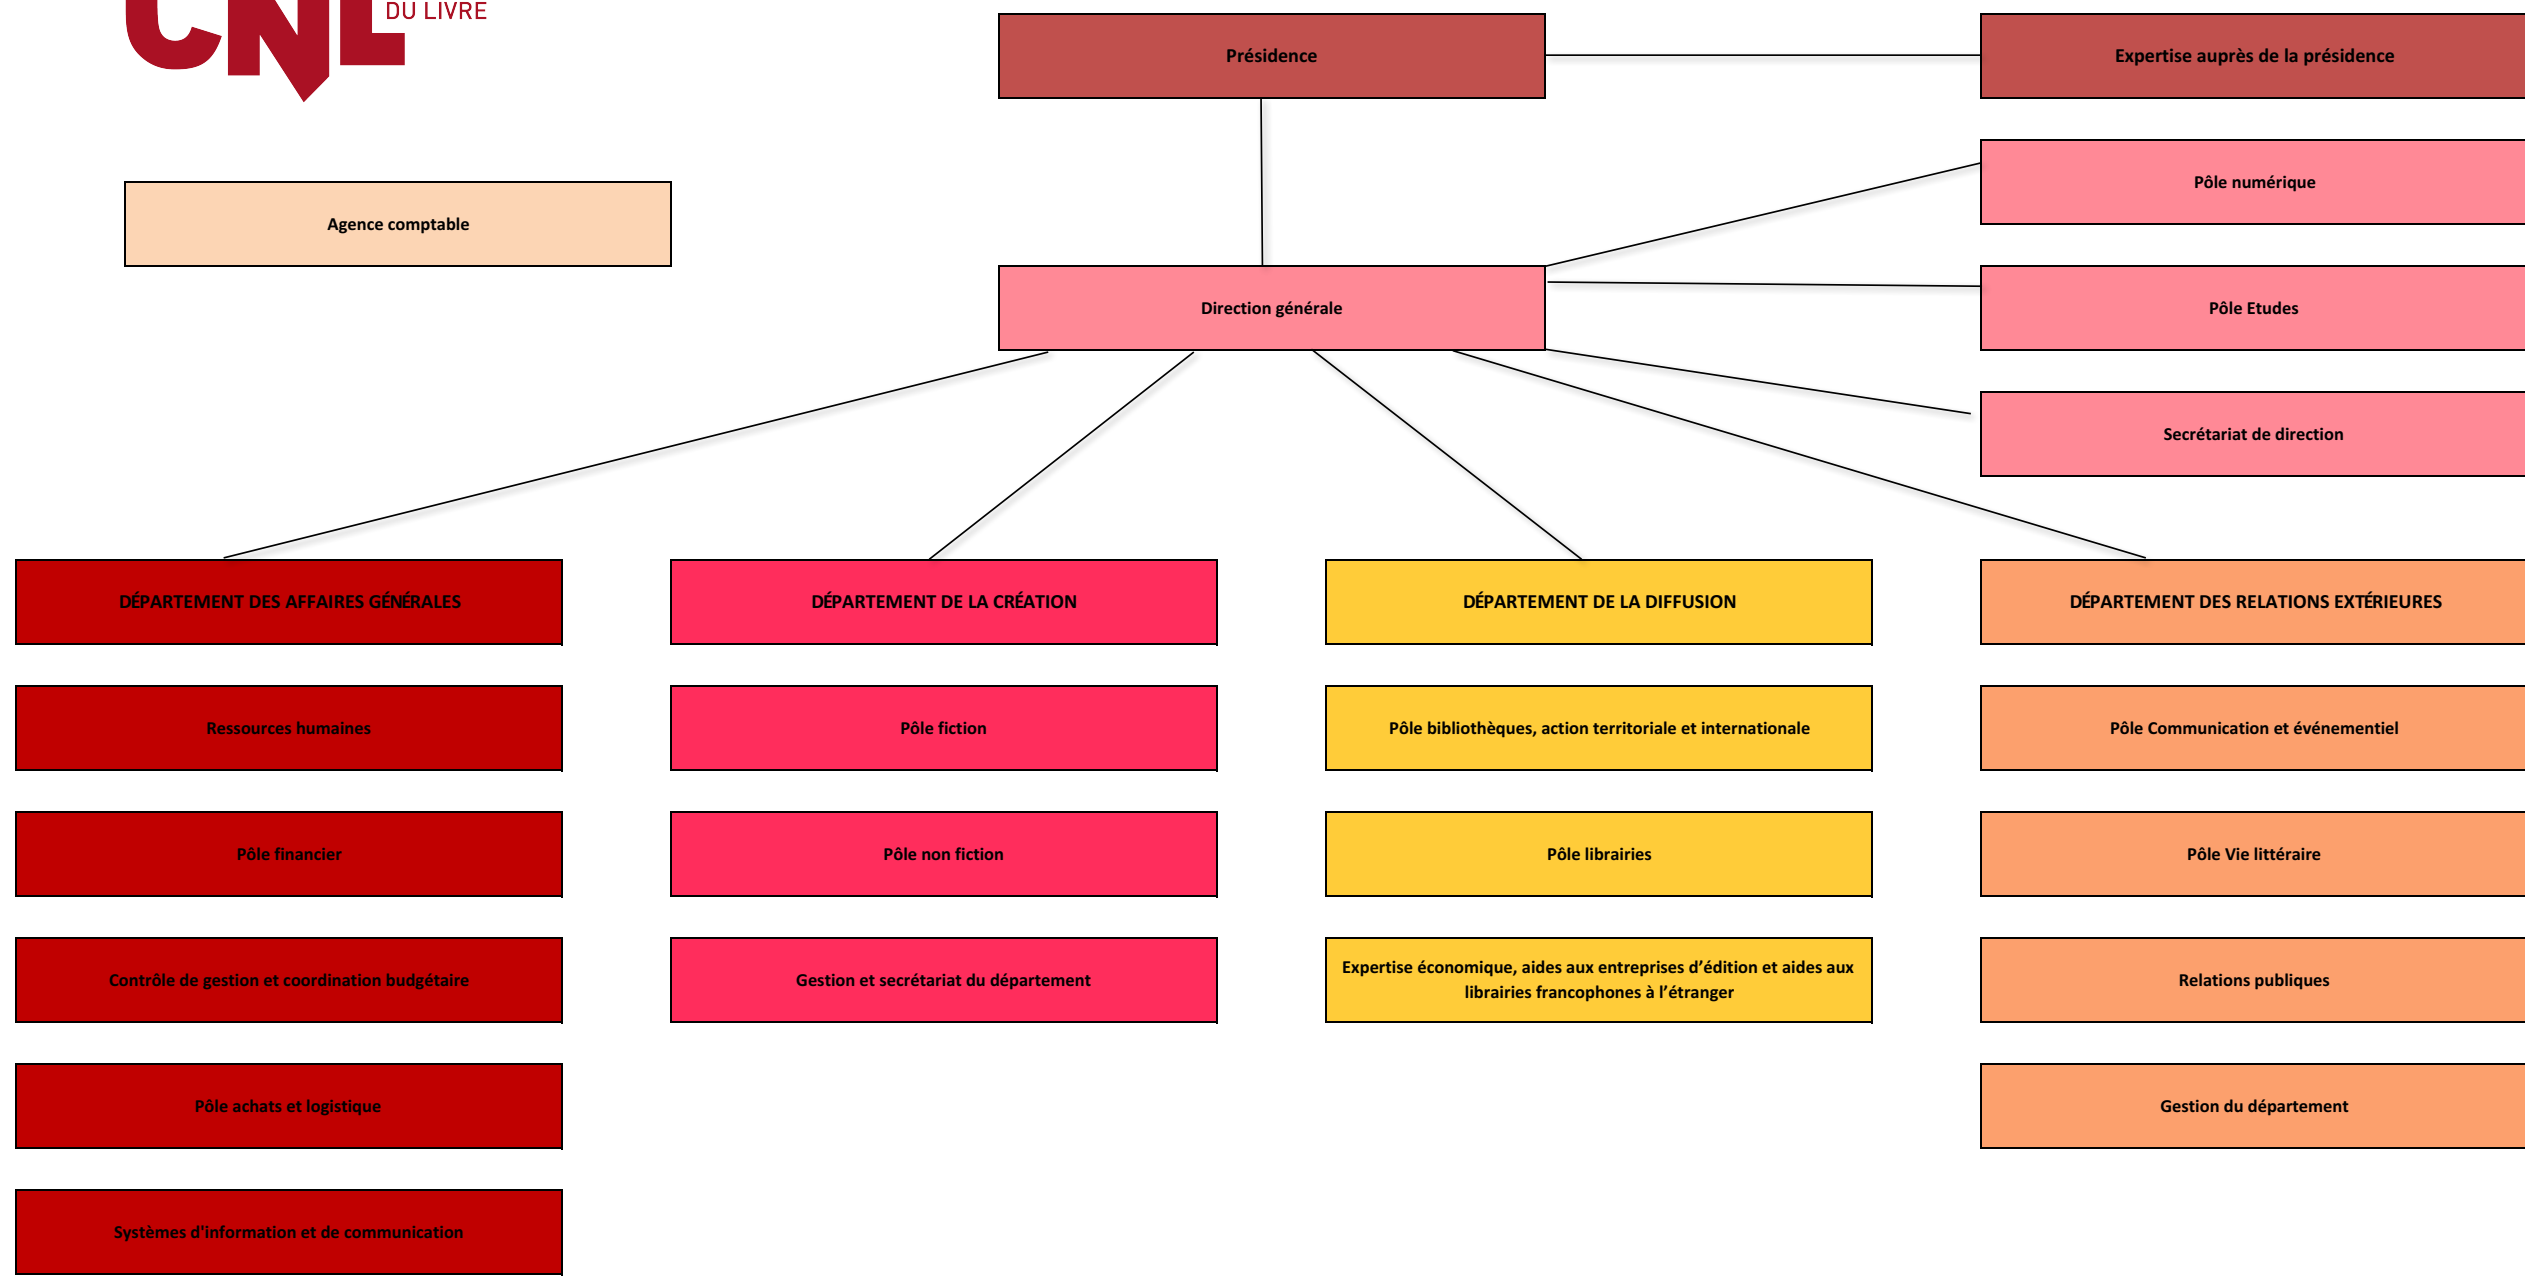 CNL
DU LIVRE
Présidence
Expertise auprès de la présidence
Pôle numérique
Agence comptable
Direction générale
Pôle Etudes
Secrétariat de direction
DÉPARTEMENT DES AFFAIRES GÉNÉRALES
DÉPARTEMENT DE LA CRÉATION
DÉPARTEMENT DE LA DIFFUSION
DÉPARTEMENT DES RELATIONS EXTÉRIEURES
Ressources humaines
Pôle fiction
Pôle bibliothèques, action territoriale et internationale
Pôle Communication et événementiel
Pôle financier
Pôle non fiction
Pôle librairies
Pôle Vie littéraire
Contrôle de gestion et coordination budgétaire
Gestion et secrétariat du département
Expertise économique, aides aux entreprises d’édition et aides aux
librairies francophones à l’étranger
Relations publiques
Pôle achats et logistique
Gestion du département
Systèmes d'information et de communication